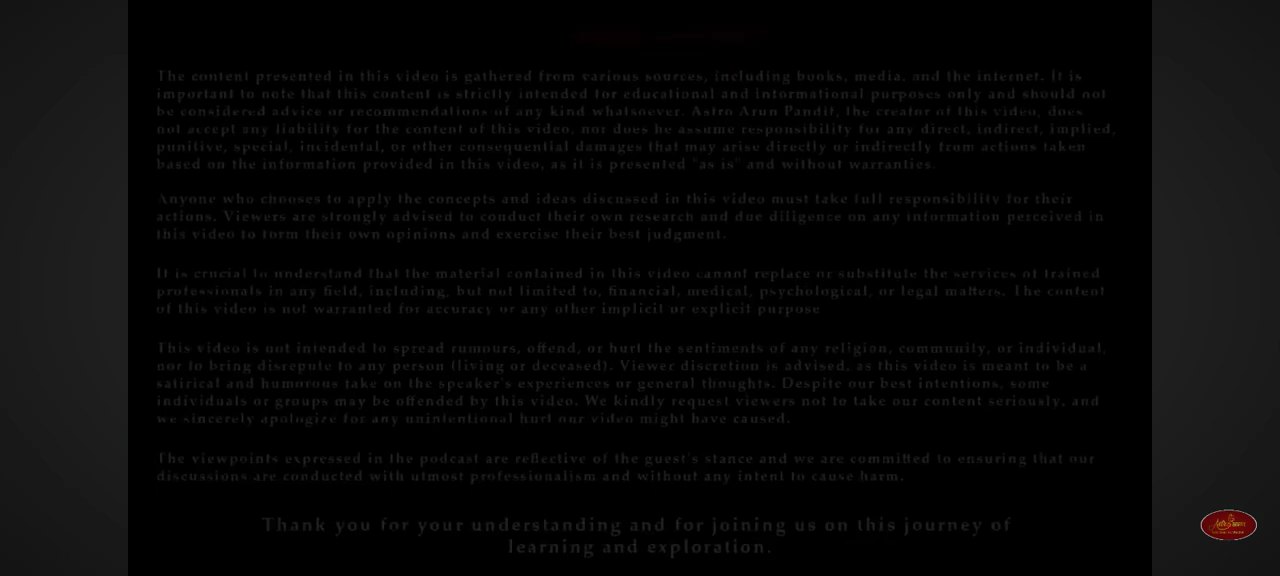 The content presented in this video is gathered from various sources, including books, media, and the internet. It is
important to note that this content is strictly intended for educational and informational purposes only and should not
be considered advice or recommendations of any kind whatsoever. Astro Arun Pandit, the creator of this video, does
not accept any liability for the content of this video, nor does he assume responsibility for any direct, indirect, implied,
punitive, special, incidental, or other consequential damages that may arise directly or indirectly from actions taken
based on the information provided in this video, as it is presented "as is" and without warranties.
Anyone who chooses to apply the concepts and ideas discussed in this video must take full responsibility for their
actions. Viewers are strongly advised to conduct their own research and due diligence on any information perceived in
this video to form their own opinions and exercise their best judgment.
It is crucial to understand that the material contained in this video cannot replace or substitute the services of trained
professionals in any field, including, but not limited to, financial, medical, psychological, or legal matters. The content
of this video is not warranted for accuracy or any other implicit or explicit purpose
This video is not intended to spread rumours, offend, or hurt the sentiments of any religion, community, or individual,
nor to bring disrepute to any person (living or deceased). Viewer discretion is advised, as this video is meant to be a
satirical and humorous take on the speaker's experiences or general thoughts. Despite our best intentions, some
individuals or groups may be offended by this video. We kindly request viewers not to take our content seriously, and
we sincerely apologize for any unintentional hurt our video might have caused.
The viewpoints expressed in the podcast are reflective of the guest's stance and we are committed to ensuring that our
discussions are conducted with utmost professionalism and without any intent to cause harm.
Thank you for your understanding and for joining us on this journey of
learning and exploration.